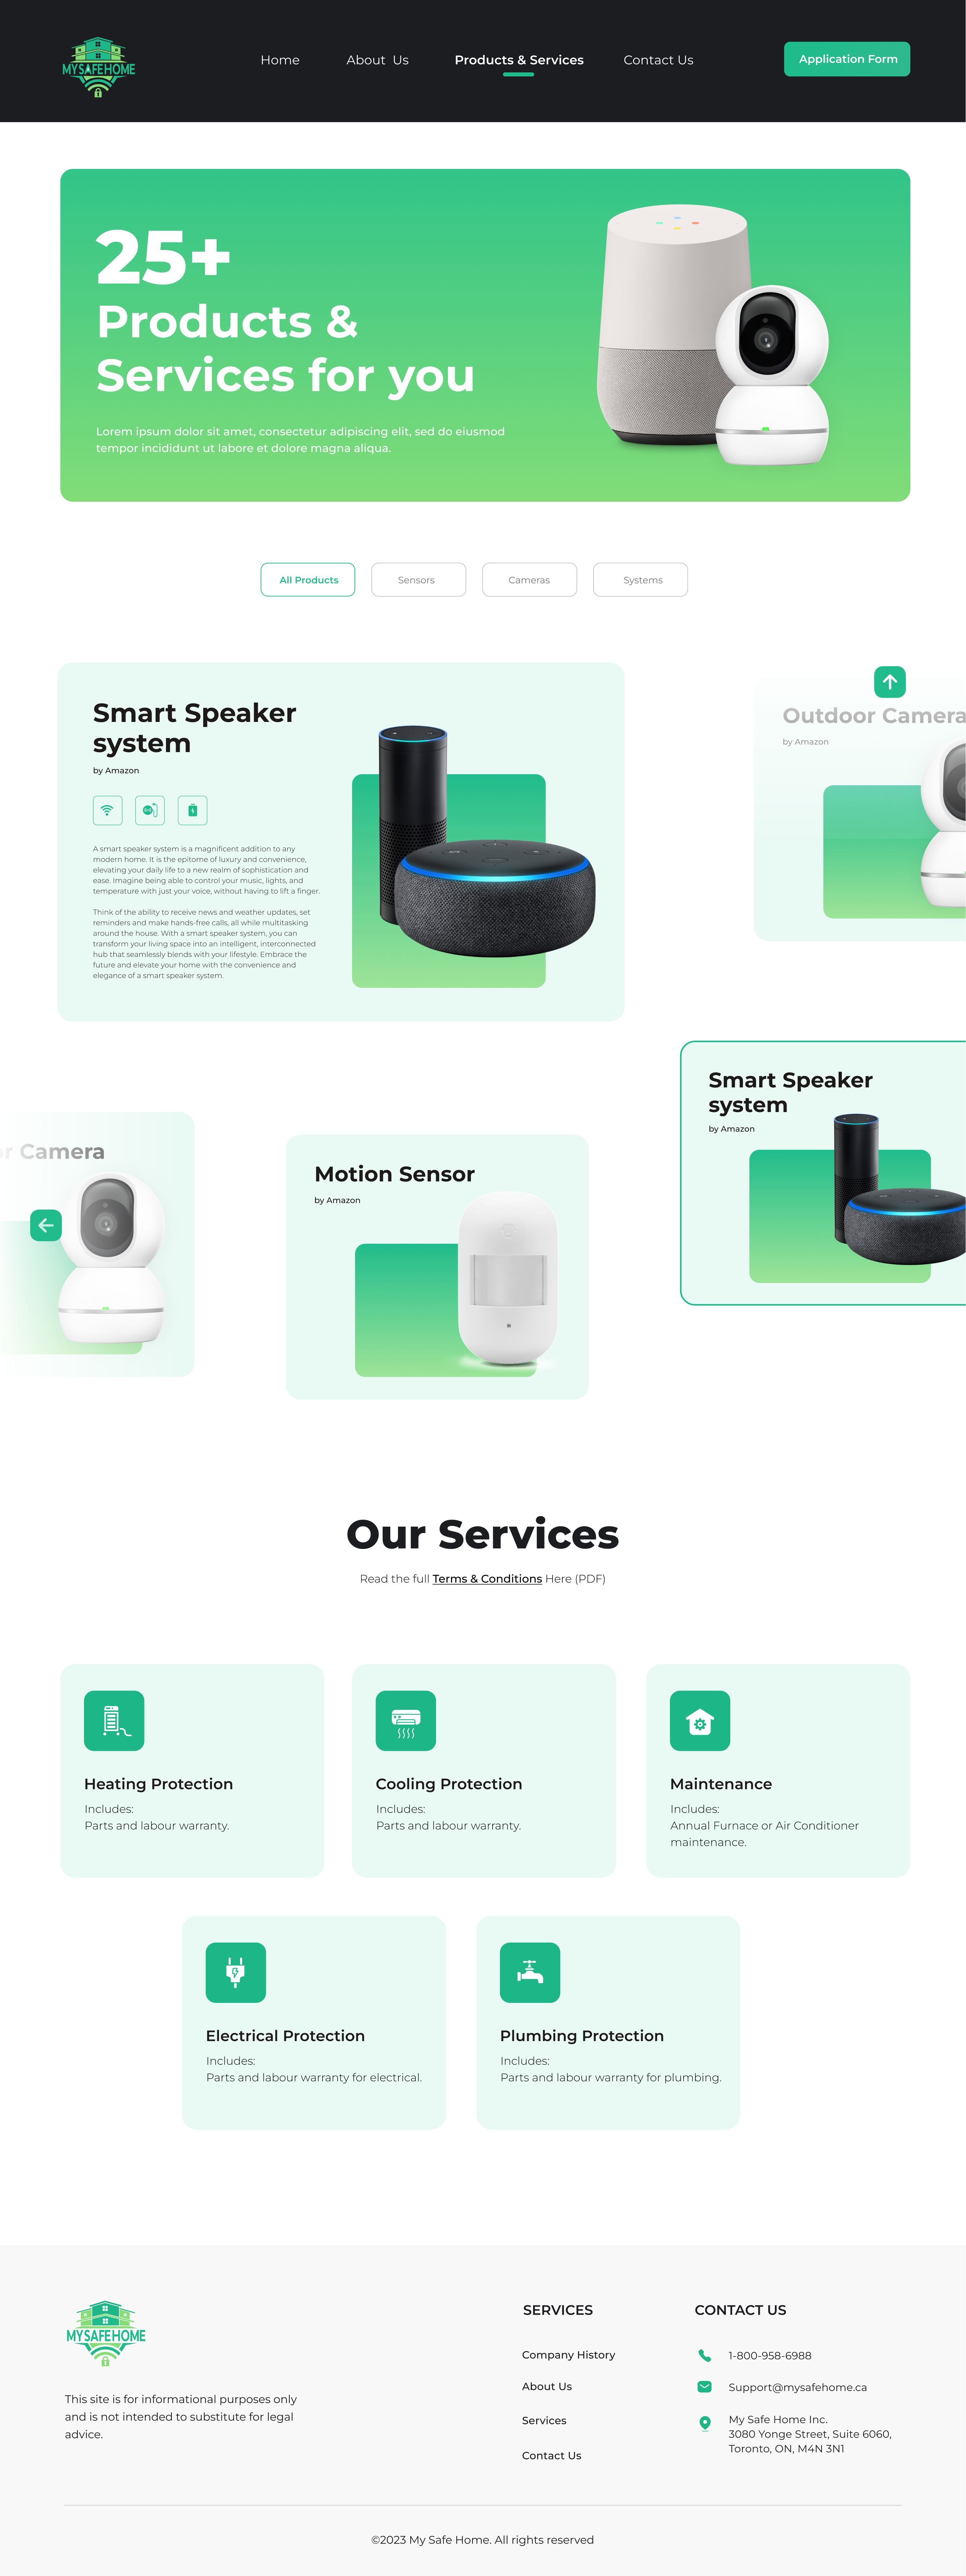 MYSAFEHOME
Home
About Us
Products & Services
Contact Us
Application Form
25+
Products &
Services for you
Lorem ipsum dolor sit amet, consectetur adipiscing elit, sed do eiusmod
tempor incididunt ut labore et dolore magna aliqua.
All Products
Sensors
Cameras
Systems
Smart Speaker
system
by Amazon
A smart speaker system is a magnificent addition to any
modern home. It is the epitome of luxury and convenience,
elevating your daily life to a new realm of sophistication and
ease. Imagine being able to control your music, lights, and
temperature with just your voice, without having to lift a finger.
Think of the ability to receive news and weather updates, set
reminders and make hands-free calls, all while multitasking
around the house. With a smart speaker system, you can
transform your living space into an intelligent, interconnected
hub that seamlessly blends with your lifestyle. Embrace the
future and elevate your home with the convenience and
elegance of a smart speaker system.
Outdoor Camera
by Amazon
r Camera
Motion Sensor
by Amazon
Smart Speaker
system
by Amazon
Our Services
Read the full Terms & Conditions Here (PDF)
Heating Protection
Includes:
Parts and labour warranty.
Cooling Protection
Includes:
Parts and labour warranty.
Maintenance
Includes:
Annual Furnace or Air Conditioner
maintenance.
Electrical Protection
Includes:
Parts and labour warranty for electrical.
Plumbing Protection
Includes:
Parts and labour warranty for plumbing.
MYSAFEHOME
This site is for informational purposes only
and is not intended to substitute for legal
advice.
SERVICES
Company History
About Us
Services
Contact Us
CONTACT US
1-800-958-6988
Support@mysafehome.ca
My Safe Home Inc.
3080 Yonge Street, Suite 6060,
Toronto, ON, M4N 3N1
©2023 My Safe Home. All rights reserved